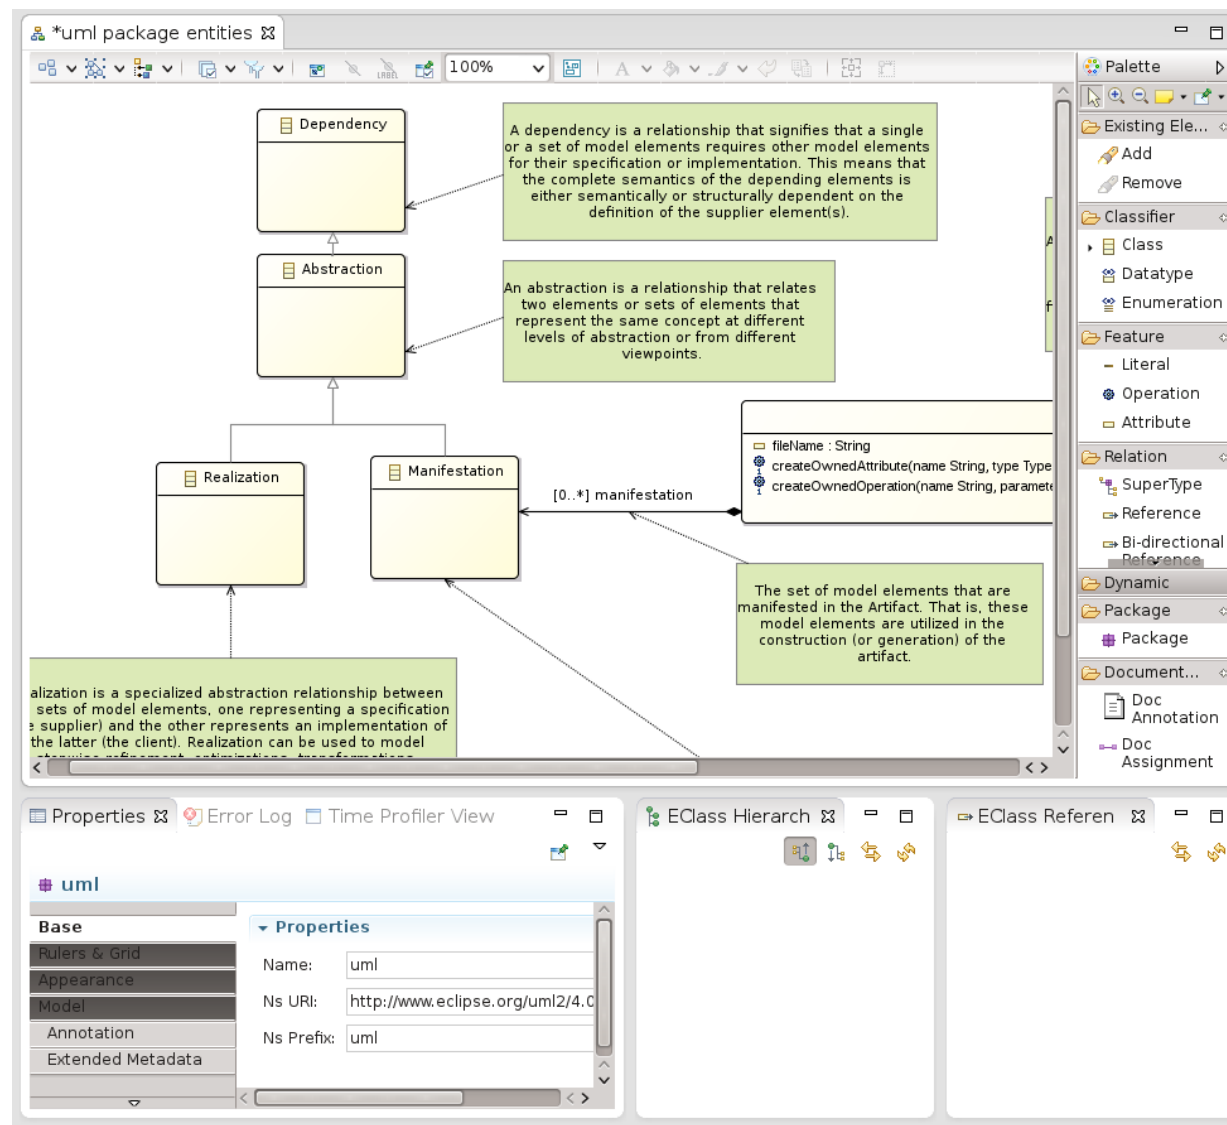 *uml package entities
100%
A
LABEL
Dependency
A dependency is a relationship that signifies that a single
or a set of model elements requires other model elements
for their specification or implementation. This means that
the complete semantics of the depending elements is
either semantically or structurally dependent on the
definition of the supplier element(s).
Abstraction
An abstraction is a relationship that relates
two elements or sets of elements that
represent the same concept at different
levels of abstraction or from different
viewpoints.
A
f
Realization
Manifestation
[0..*] manifestation
fileName : String
createOwnedAttribute(name String, type Type
createOwnedOperation(name String, paramete
The set of model elements that are
manifested in the Artifact. That is, these
model elements are utilized in the
construction (or generation) of the
artifact.
alization is a specialized abstraction relationship between
sets of model elements, one representing a specification
e supplier) and the other represents an implementation of
the latter (the client). Realization can be used to model
Palette
Existing Ele...
Add
Remove
Classifier
Class
Datatype
Enumeration
Feature
Literal
Operation
Attribute
Relation
SuperType
Reference
Bi-directional
Reference
Dynamic
Package
Package
Document...
Doc
Annotation
Doc
Assignment
Properties
Error Log
Time Profiler View
uml
Base
Rulers & Grid
Appearance
Model
Annotation
Extended Metadata
Properties
Name:
uml
Ns URI:
http://www.eclipse.org/uml2/4.0
Ns Prefix:
uml
EClass Hierarch
EClass Referen